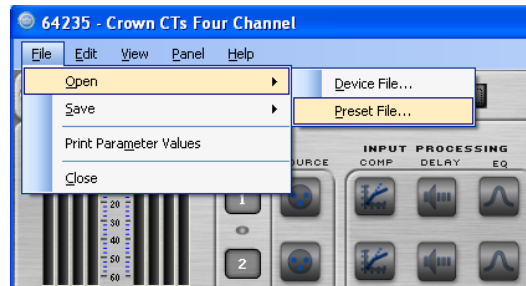 64235 - Crown CTs Four Channel
File Edit View Panel Help
Open
Device File...
Save
Preset File...
Print Parameter Values
Close
INPUT PROCESSING
COMP DELAY EQ
1
20
30
40
2
50
60